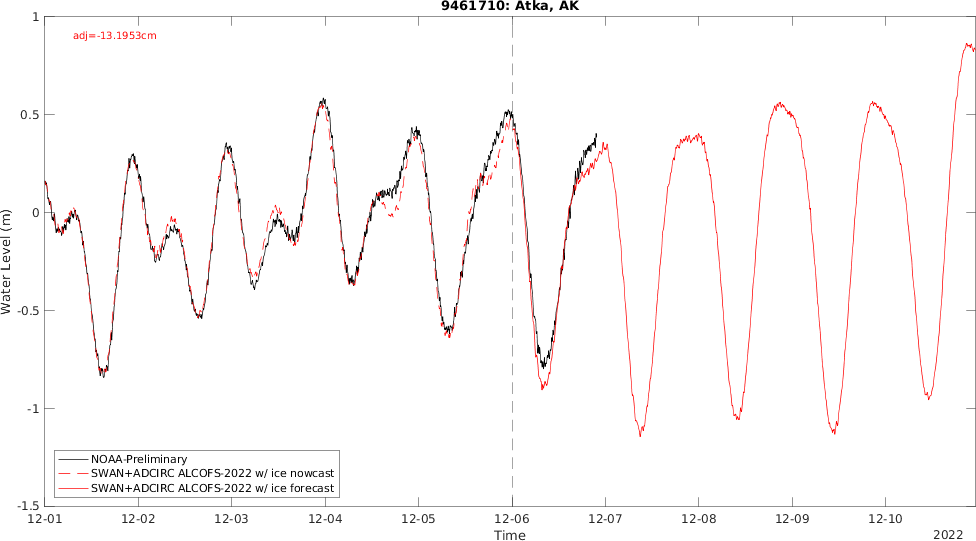 9461710: Atka, AK
adj=-13.1953cm
Water Level (m)
1
0.5
0
-0.5
-1
-1.5
NOAA-Preliminary
SWAN+ADCIRC ALCOFS-2022 w/ ice nowcast
SWAN+ADCIRC ALCOFS-2022 w/ ice forecast
12-01 12-02 12-03 12-04 12-05 12-06 12-07 12-08 12-09 12-10
Time
2022